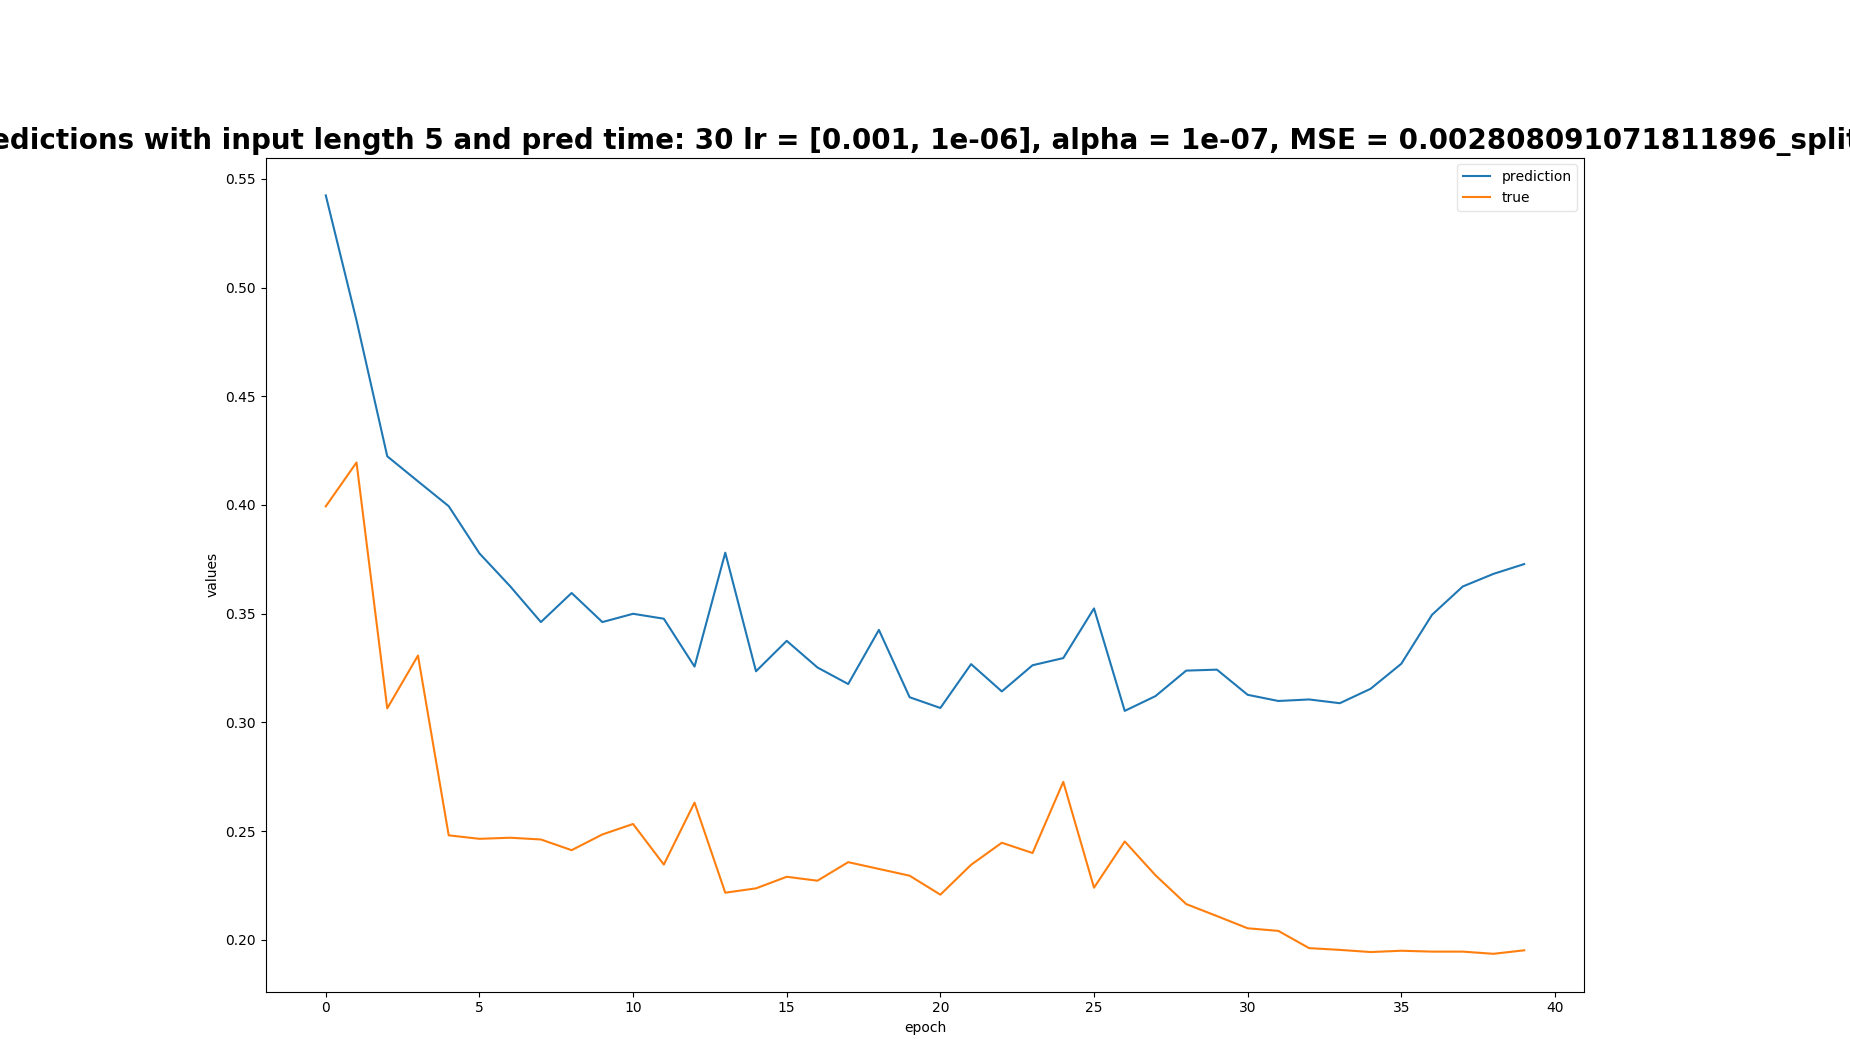 edictions with input length 5 and pred time: 30 lr = [0.001, 1e-06], alpha = 1e-07, MSE = 0.002808091071811896_split
prediction
true
0.55
0.50
0.45
0.40
0.35
0.30
0.25
0.20
values
0 5 10 15 20 25 30 35 40
epoch